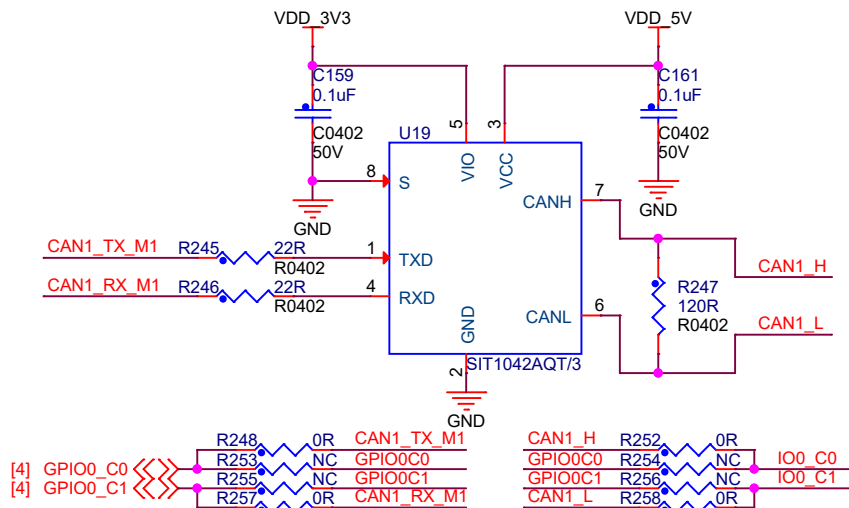 VDD_3V3
VDD_5V
C159
0.1uF
C0402
50V
C161
0.1uF
C0402
50V
U19
5
3
VIO
VCC
8
S
GND
GND
CANH
7
CAN1_TX_M1
R245
22R
R0402
1
TXD
CAN1_RX_M1
R246
22R
R0402
4
RXD
CANL
6
R247
120R
R0402
CAN1_H
CAN1_L
GND
2
SIT1042AQT/3
GND
R248
0R
CAN1_TX_M1
[4] GPIO0_C0
R253
NC
GPIO0C0
[4] GPIO0_C1
R255
NC
GPIO0C1
R257
0R
CAN1_RX_M1
CAN1_H
R252
0R
GPIO0C0
R254
NC
IO0_C0
GPIO0C1
R256
NC
IO0_C1
CAN1_L
R258
0R